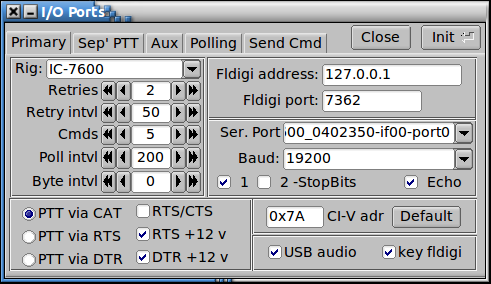 I/O Ports
Primary Sep' PTT Aux Polling Send Cmd Close Init
Rig: IC-7600
Retries 2
Retry intvl 50
Cmds 5
Poll intvl 200
Byte intvl 0
Fldigi address: 127.0.0.1
Fldigi port: 7362
Ser. Port 00_0402350-if00-port0
Baud: 19200
1 2 -StopBits Echo
PTT via CAT RTS/CTS
PTT via RTS RTS +12 v
PTT via DTR DTR +12 v
0x7A CI-V adr Default
USB audio key fldigi